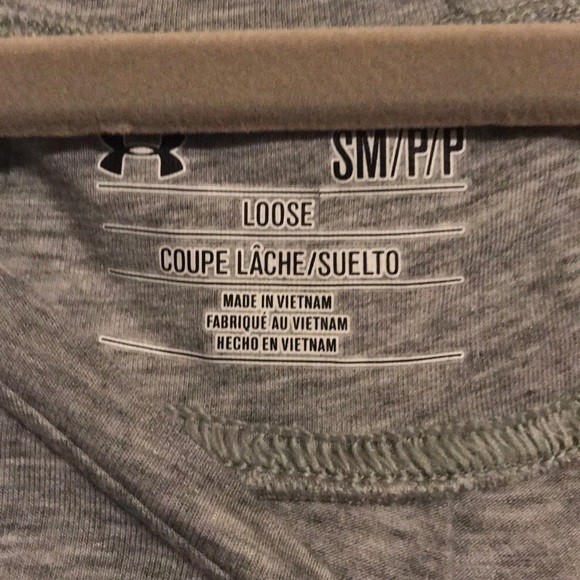 SM/P/P
LOOSE
COUPE LÂCHE/SUELTO
MADE IN VIETNAM
FABRIQUÉ AU VIETNAM
HECHO EN VIETNAM